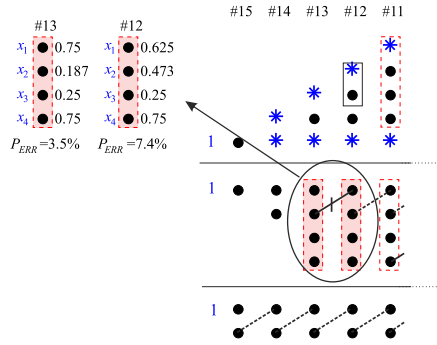 #15 #14 #13 #12 #11
#13 #12
x1 0.75 x1 0.625
x2 0.187 x2 0.473
x3 0.25 x3 0.25
x4 0.75 x4 0.75
PERR =3.5% PERR =7.4%
1
1
1